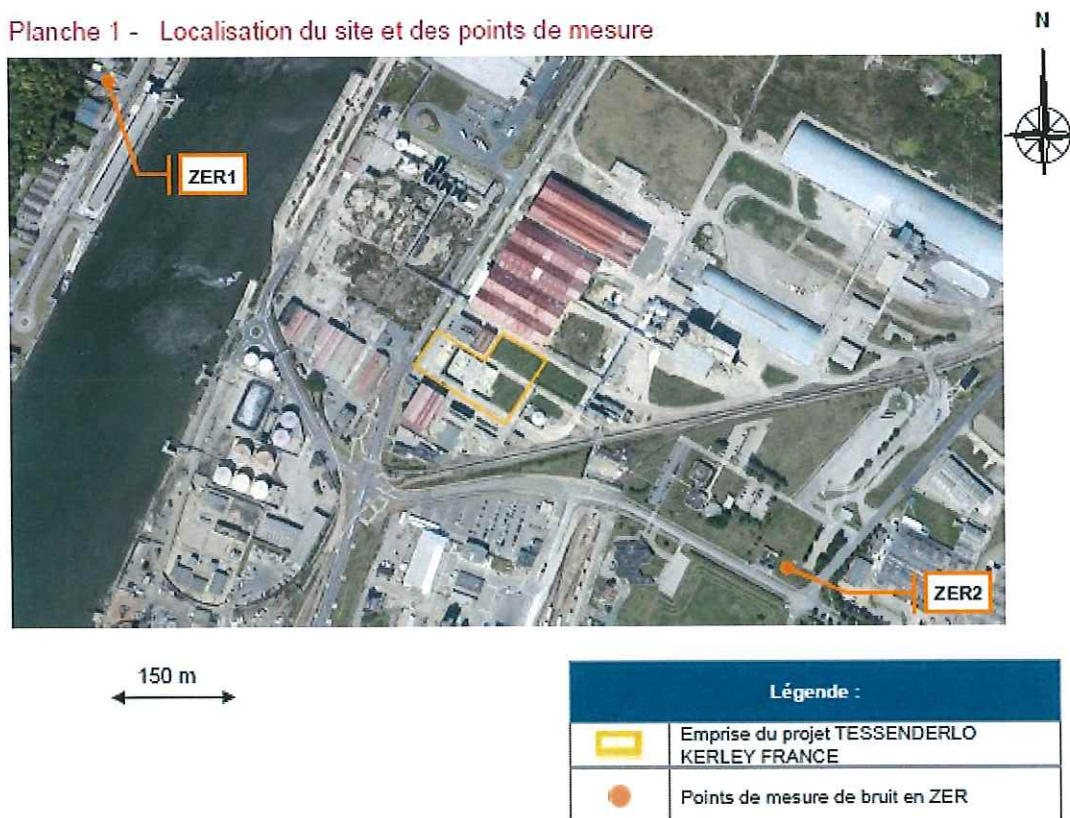 Planche 1 - Localisation du site et des points de mesure
N
ZER1
ZER2
150 m
Légende :
Emprise du projet TESSENDERLO
KERLEY FRANCE
Points de mesure de bruit en ZER